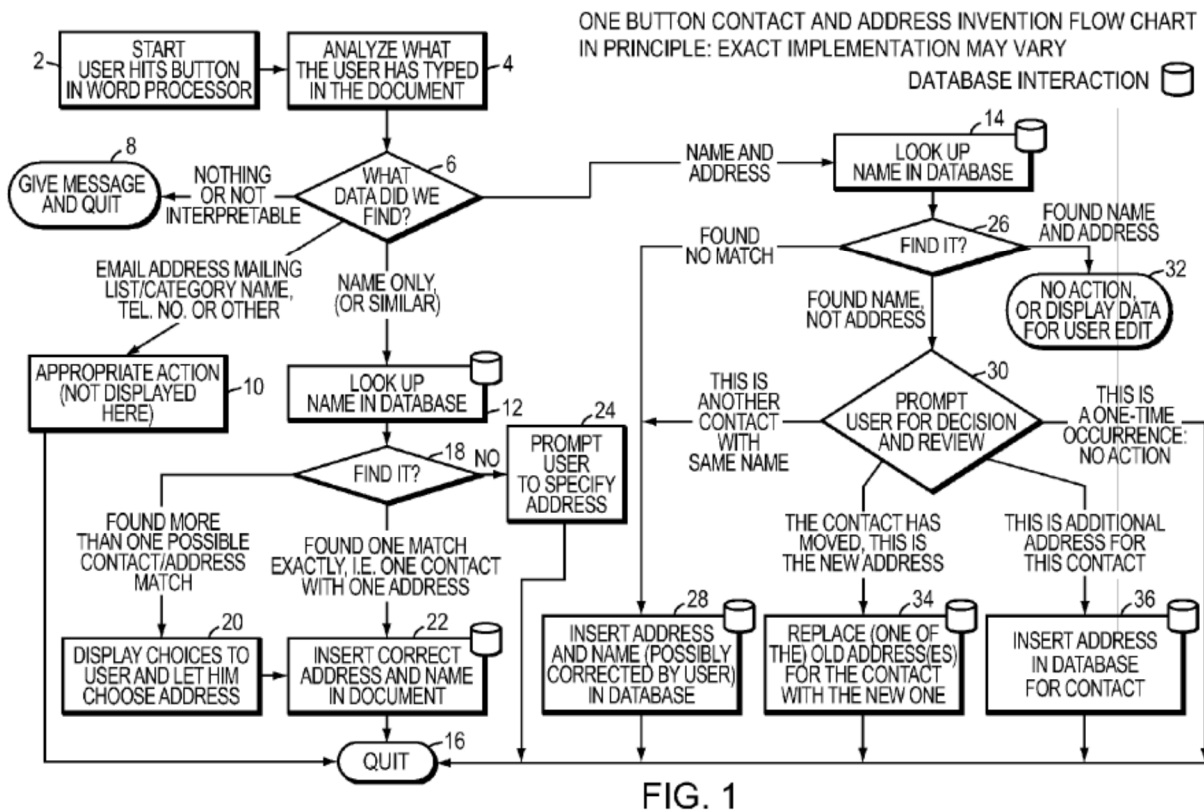 ONE BUTTON CONTACT AND ADDRESS INVENTION FLOW CHART
IN PRINCIPLE: EXACT IMPLEMENTATION MAY VARY
DATABASE INTERACTION
2
START
USER HITS BUTTON
IN WORD PROCESSOR
ANALYZE WHAT
THE USER HAS TYPED
IN THE DOCUMENT
4
6
WHAT
DATA DID WE
FIND?
8
GIVE MESSAGE
AND QUIT
NOTHING
OR NOT
INTERPRETABLE
EMAIL ADDRESS MAILING
LIST/CATEGORY NAME,
TEL. NO. OR OTHER
APPROPRIATE ACTION
(NOT DISPLAYED
HERE)
10
NAME ONLY,
(OR SIMILAR)
LOOK UP
NAME IN DATABASE
12
18
FIND IT?
NO
24
PROMPT
USER
TO SPECIFY
ADDRESS
FOUND MORE
THAN ONE POSSIBLE
CONTACT/ADDRESS
MATCH
FOUND ONE MATCH
EXACTLY, I.E. ONE CONTACT
WITH ONE ADDRESS
20
DISPLAY CHOICES TO
USER AND LET HIM
CHOOSE ADDRESS
22
INSERT CORRECT
ADDRESS AND NAME
IN DOCUMENT
16
QUIT
NAME AND
ADDRESS
14
LOOK UP
NAME IN DATABASE
26
FIND IT?
FOUND
NO MATCH
FOUND NAME
AND ADDRESS
32
NO ACTION,
OR DISPLAY DATA
FOR USER EDIT
FOUND NAME,
NOT ADDRESS
30
PROMPT
USER FOR DECISION
AND REVIEW
THIS IS
ANOTHER
CONTACT
WITH
SAME NAME
THIS IS
A ONE-TIME
OCCURRENCE:
NO ACTION
THE CONTACT HAS
MOVED, THIS IS
THE NEW ADDRESS
THIS IS ADDITIONAL
ADDRESS FOR
THIS CONTACT
28
INSERT ADDRESS
AND NAME (POSSIBLY
CORRECTED BY USER)
IN DATABASE
34
REPLACE (ONE OF
THE) OLD ADDRESS(ES)
FOR THE CONTACT
WITH THE NEW ONE
36
INSERT ADDRESS
IN DATABASE
FOR CONTACT
FIG. 1